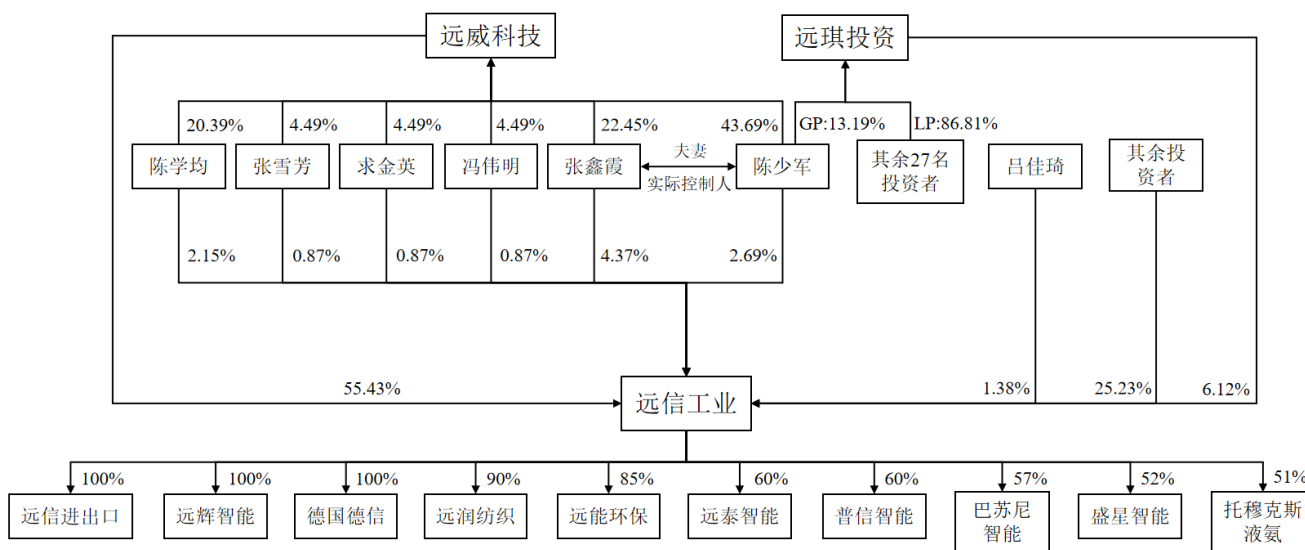 远威科技
远琪投资
20.39%
4.49%
4.49%
4.49%
22.45%
43.69%
GP:13.19%
LP:86.81%
陈学均
张雪芳
求金英
冯伟明
张鑫霞
夫妻
实际控制人
陈少军
其余27名
投资者
吕佳琦
其余投
资者
2.15%
0.87%
0.87%
0.87%
4.37%
2.69%
55.43%
远信工业
1.38%
25.23%
6.12%
100%
100%
100%
90%
85%
60%
60%
57%
52%
51%
远信进出口
远辉智能
德国德信
远润纺织
远能环保
远泰智能
普信智能
巴苏尼
智能
盛星智能
托穆克斯
液氨